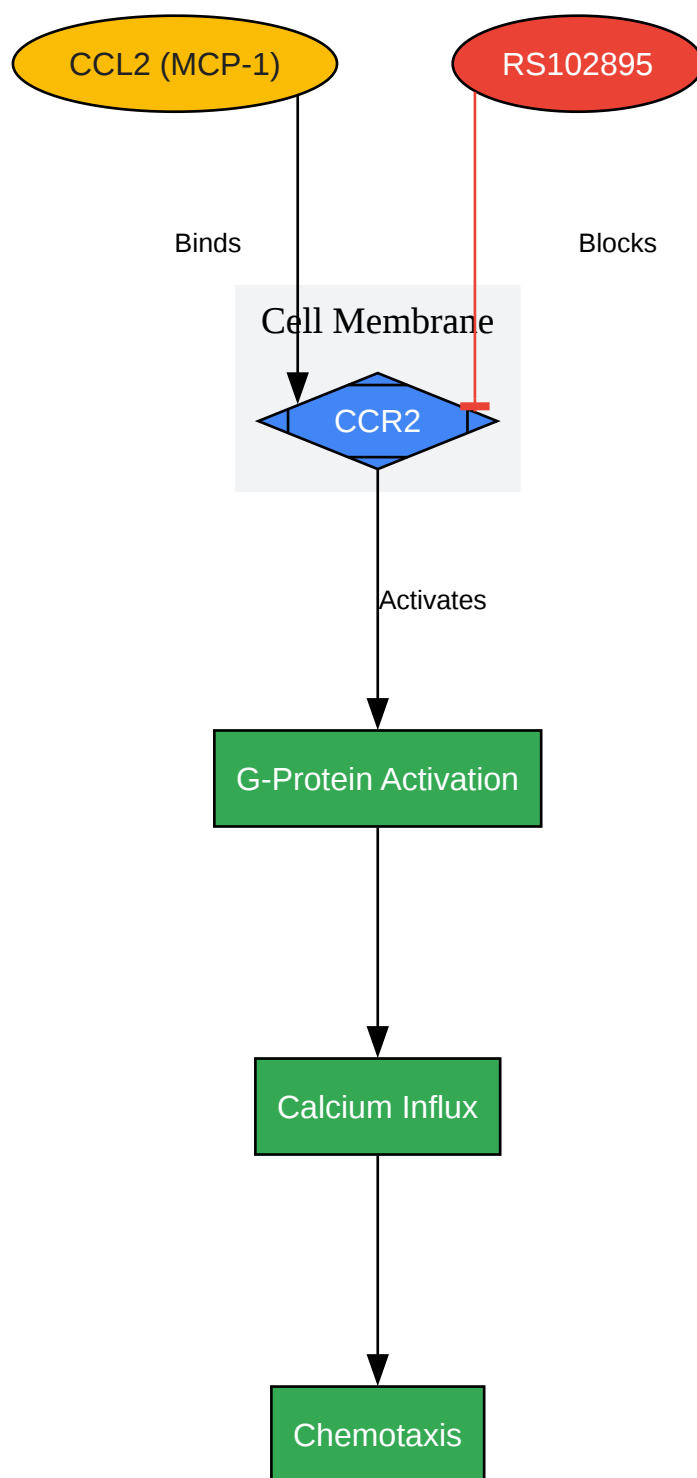 CCL2 (MCP-1)
RS102895
Binds
Blocks
Cell Membrane
CCR2
Activates
G-Protein Activation
Calcium Influx
Chemotaxis